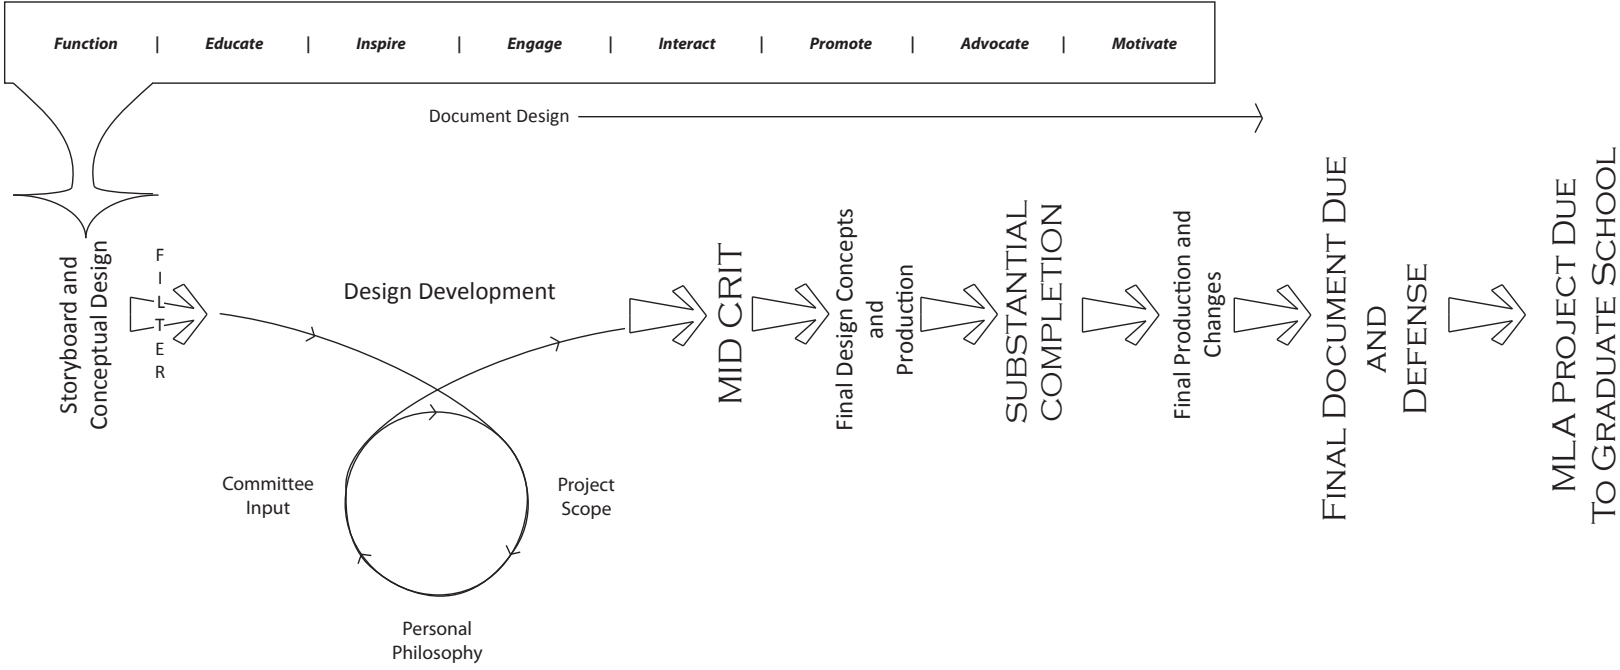 Function | Educate | Inspire | Engage | Interact | Promote | Advocate | Motivate
Document Design
Storyboard and
Conceptual Design
FILTER
Design Development
Committee
Input
Project
Scope
Personal
Philosophy
MID CRIT
Final Design Concepts
and
Production
SUBSTANTIAL
COMPLETION
Final Production and
Changes
FINAL DOCUMENT DUE
AND
DEFENSE
MLA PROJECT DUE
TO GRADUATE SCHOOL